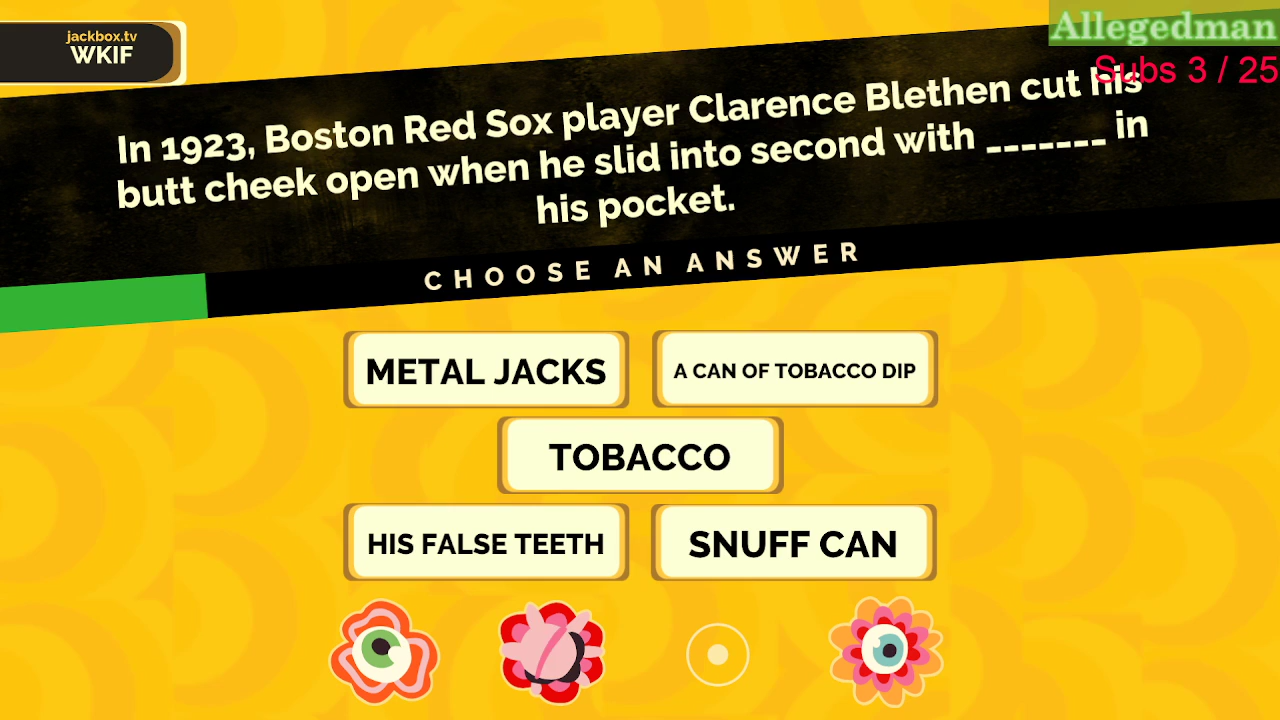 jackbox.tv
WKIF
Allegedman
Subs 3 / 25
In 1923, Boston Red Sox player Clarence Blethen cut his
butt cheek open when he slid into second with _______ in
his pocket.
CHOOSE AN ANSWER
METAL JACKS
A CAN OF TOBACCO DIP
TOBACCO
HIS FALSE TEETH
SNUFF CAN